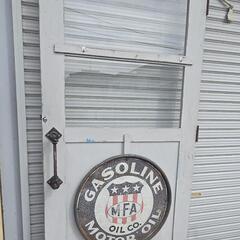 GASOLINE
MFA
OIL CO.
MOTOR OIL